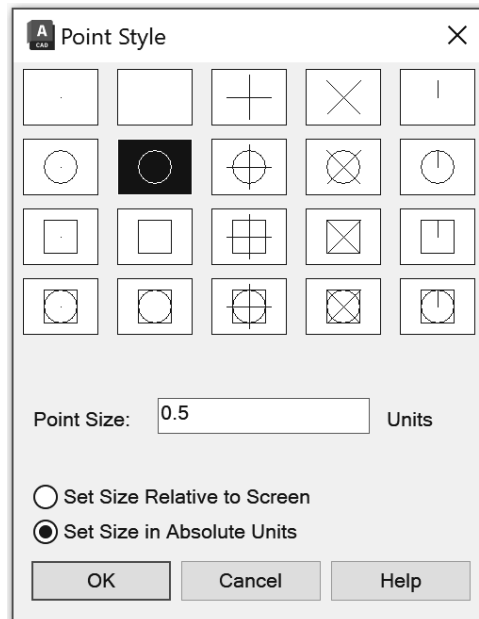 A
CAD
Point Style
Point Size: 0.5 Units
Set Size Relative to Screen
Set Size in Absolute Units
OK Cancel Help